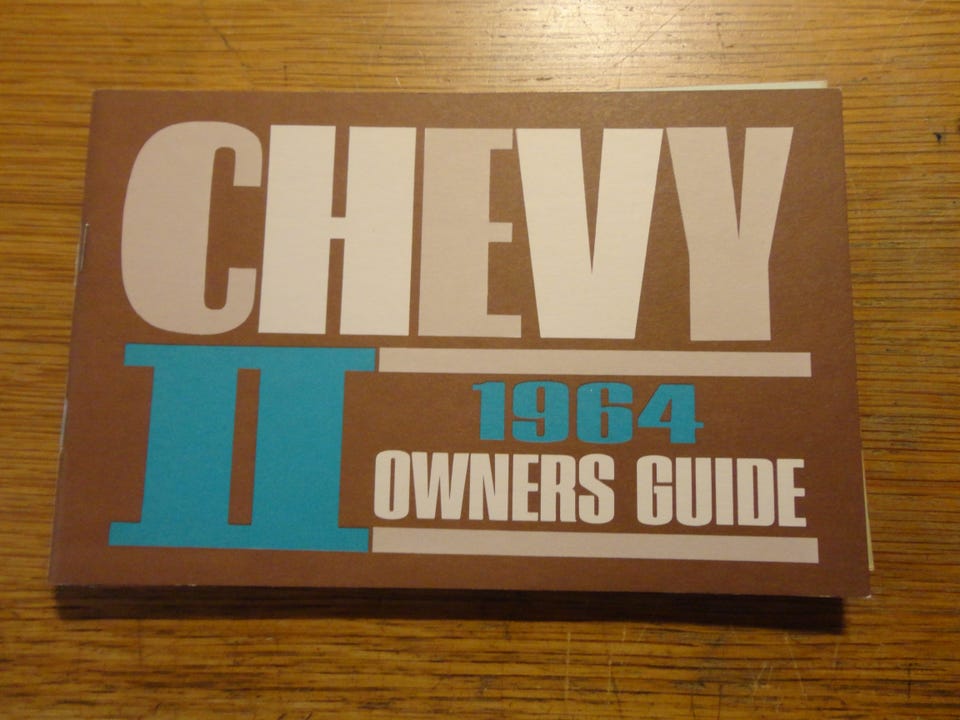 CHEVY
II
1964
OWNERS GUIDE